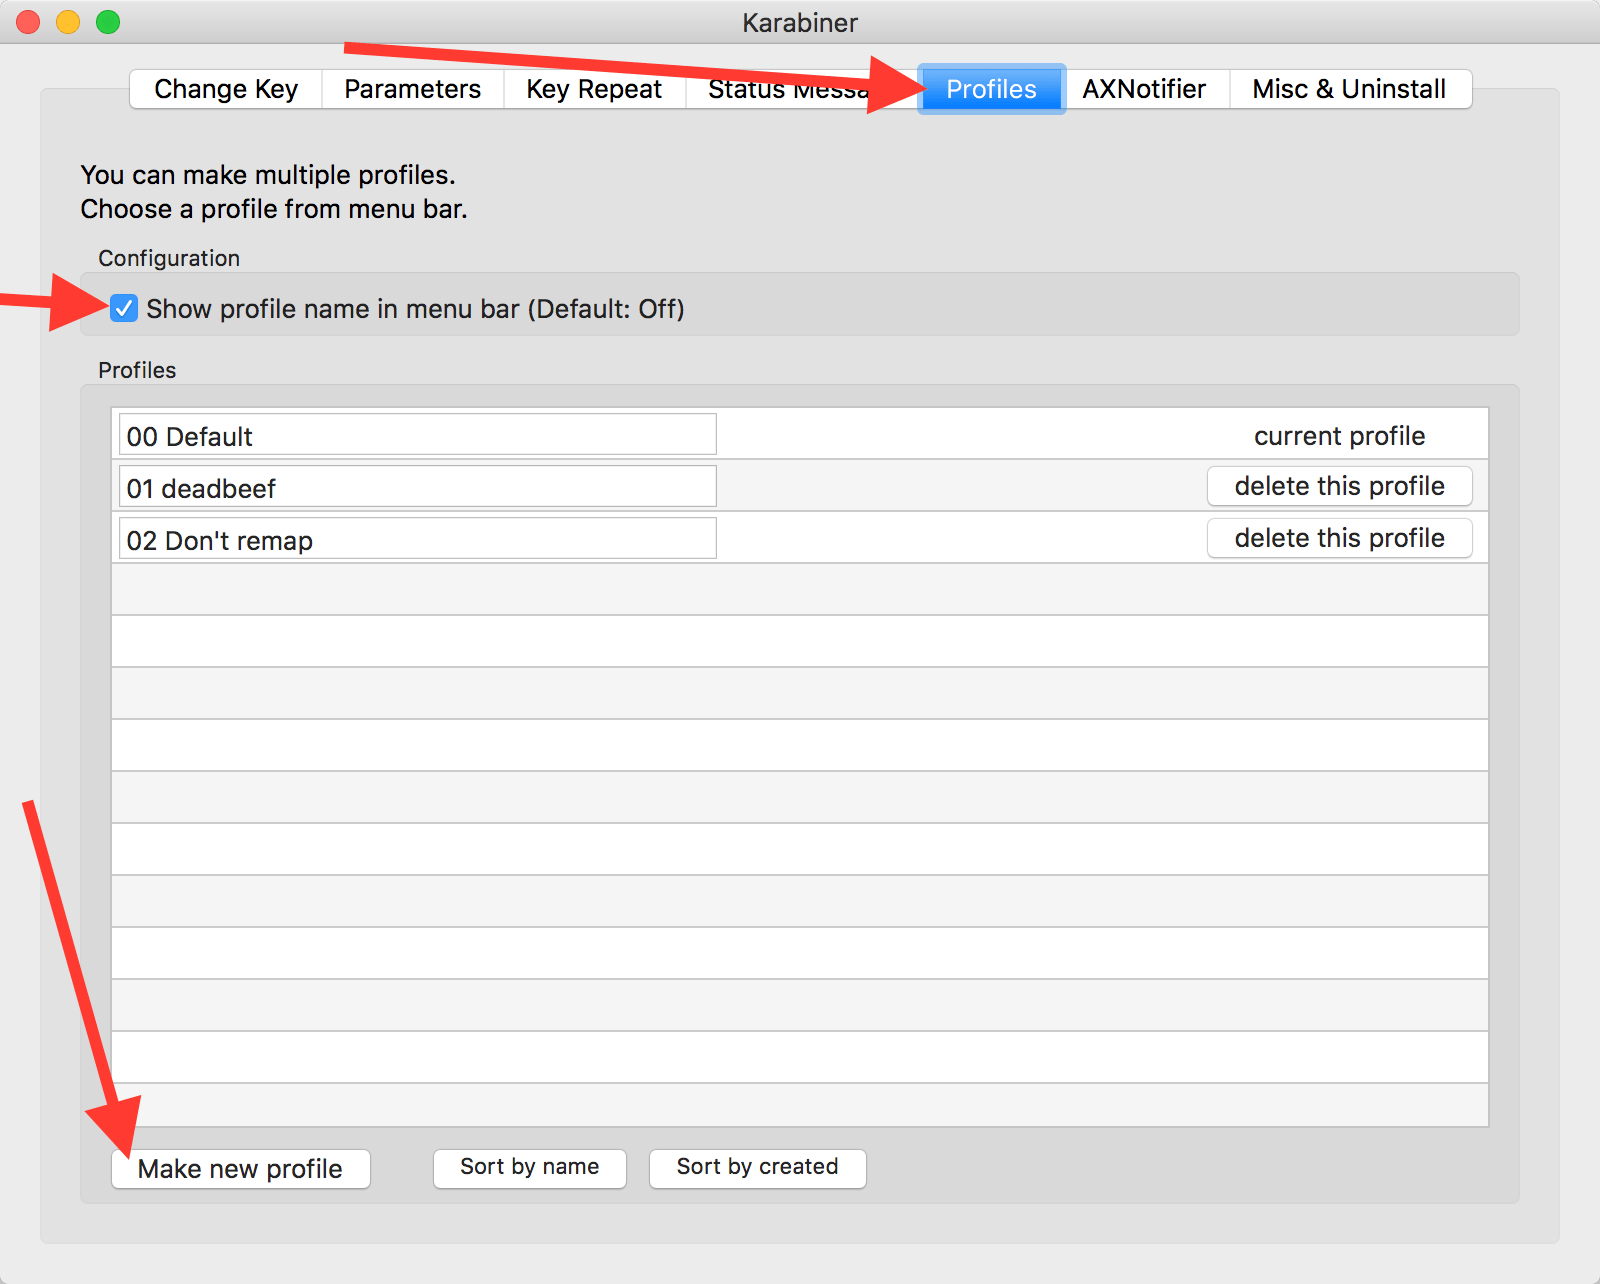 Karabiner
Change Key
Parameters
Key Repeat
Status Messa
Profiles
AXNotifier
Misc & Uninstall
You can make multiple profiles.
Choose a profile from menu bar.
Configuration
Show profile name in menu bar (Default: Off)
Profiles
00 Default
current profile
01 deadbeef
delete this profile
02 Don't remap
delete this profile
Make new profile
Sort by name
Sort by created